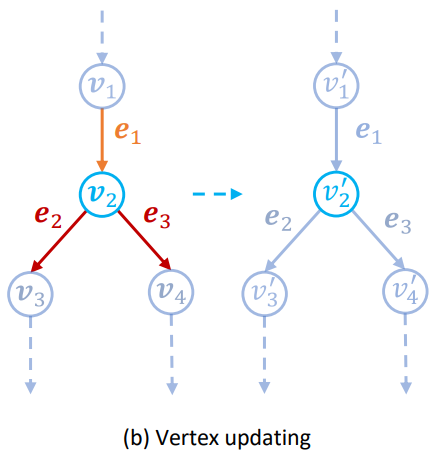 v₁ v′₁
e₁ e₁
v₂ v′₂
e₂ e₃ e₂ e₃
v₃ v₄ v′₃ v′₄
(b) Vertex updating